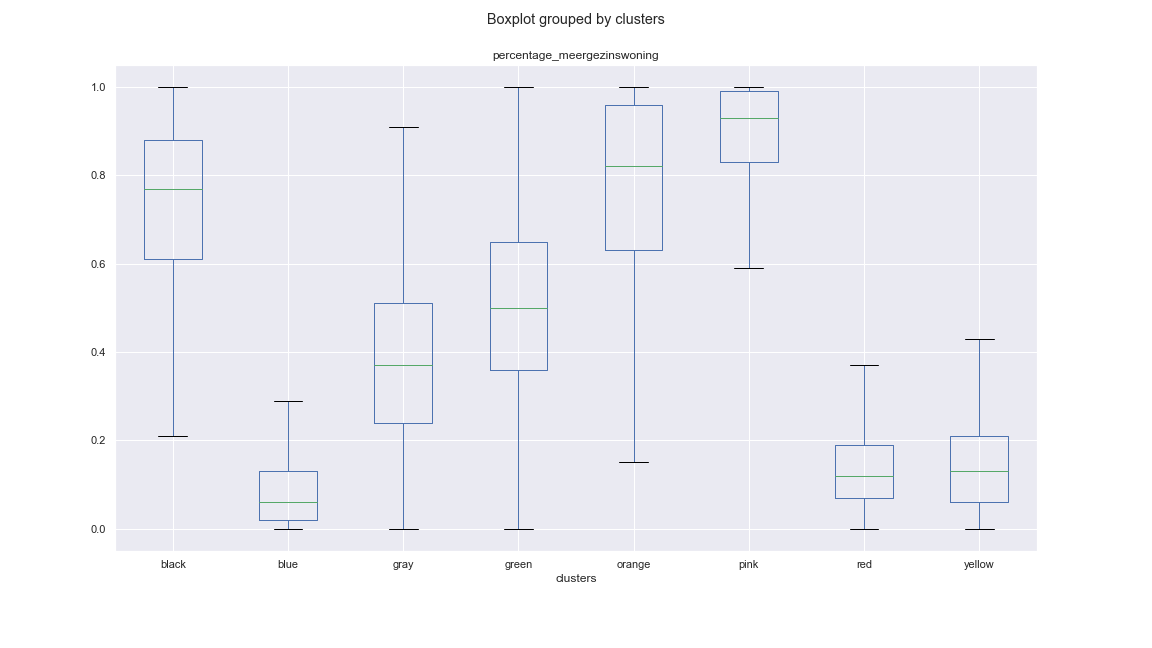 Boxplot grouped by clusters
percentage_meergezinswoning
1.0
0.8
0.6
0.4
0.2
0.0
black blue gray green orange pink red yellow
clusters